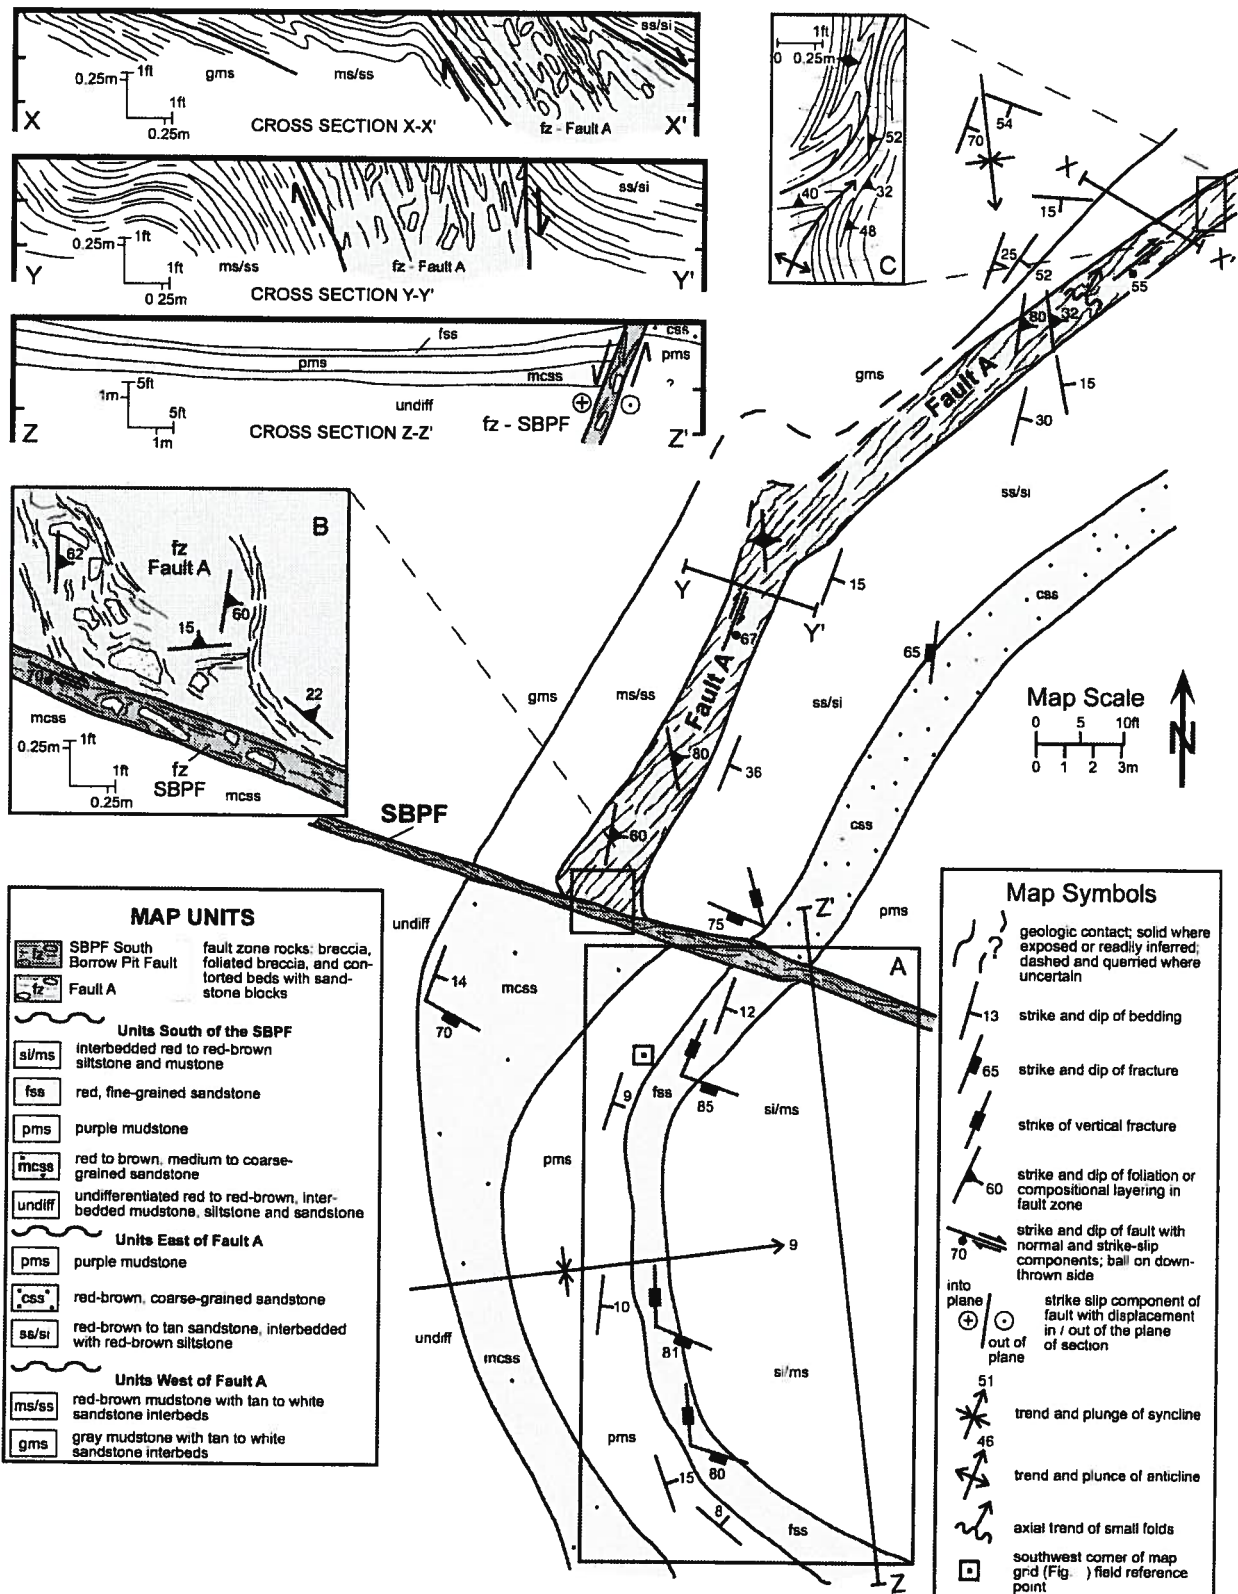 ss/si
1ft
0.25m
gms
ms/ss
1ft
0.25m
X
CROSS SECTION X-X'
fz - Fault A
X'
ss/si
1ft
0.25m
1ft
0.25m
Y
ms/ss
fz - Fault A
CROSS SECTION Y-Y'
Y'
fss
css
pms
pms
mcss
?
5ft
1m
5ft
1m
undiff
fz - SBPF
Z
CROSS SECTION Z-Z'
Z'
1ft
0 0.25m
52
40
32
48
C
70
54
X
15
X'
25
52
55
80
32
gms
Fault A
15
30
ss/si
B
62
fz
Fault A
60
15
22
mcss
1ft
0.25m
1ft
0.25m
fz
SBPF
mcss
Y
15
Y'
67
css
65
gms
ms/ss
Fault A
ss/si
80
36
Map Scale
0 5 10ft
0 1 2 3m
N
css
SBPF
60
75
Z'
pms
undiff
A
14
mcss
70
12
9
fss
85
si/ms
pms
9
10
undiff
mcss
81
si/ms
pms
15
80
8
fss
Z
MAP UNITS
fz
SBPF South
Borrow Pit Fault
fz
Fault A
fault zone rocks: breccia,
foliated breccia, and con-
torted beds with sand-
stone blocks
Units South of the SBPF
si/ms
interbedded red to red-brown
siltstone and mustone
fss
red, fine-grained sandstone
pms
purple mudstone
mcss
red to brown, medium to coarse-
grained sandstone
undiff
undifferentiated red to red-brown, inter-
bedded mudstone, siltstone and sandstone
Units East of Fault A
pms
purple mudstone
css
red-brown, coarse-grained sandstone
ss/si
red-brown to tan sandstone, interbedded
with red-brown siltstone
Units West of Fault A
ms/ss
red-brown mudstone with tan to white
sandstone interbeds
gms
gray mudstone with tan to white
sandstone interbeds
Map Symbols
?
geologic contact; solid where
exposed or readily inferred;
dashed and querried where
uncertain
13
strike and dip of bedding
65
strike and dip of fracture
strike of vertical fracture
60
strike and dip of foliation or
compositional layering in
fault zone
70
strike and dip of fault with
normal and strike-slip
components; ball on down-
thrown side
into
plane
out of
plane
strike slip component of
fault with displacement
in / out of the plane
of section
51
trend and plunge of syncline
46
trend and plunce of anticline
axial trend of small folds
southwest corner of map
grid (Fig. ) field reference
point